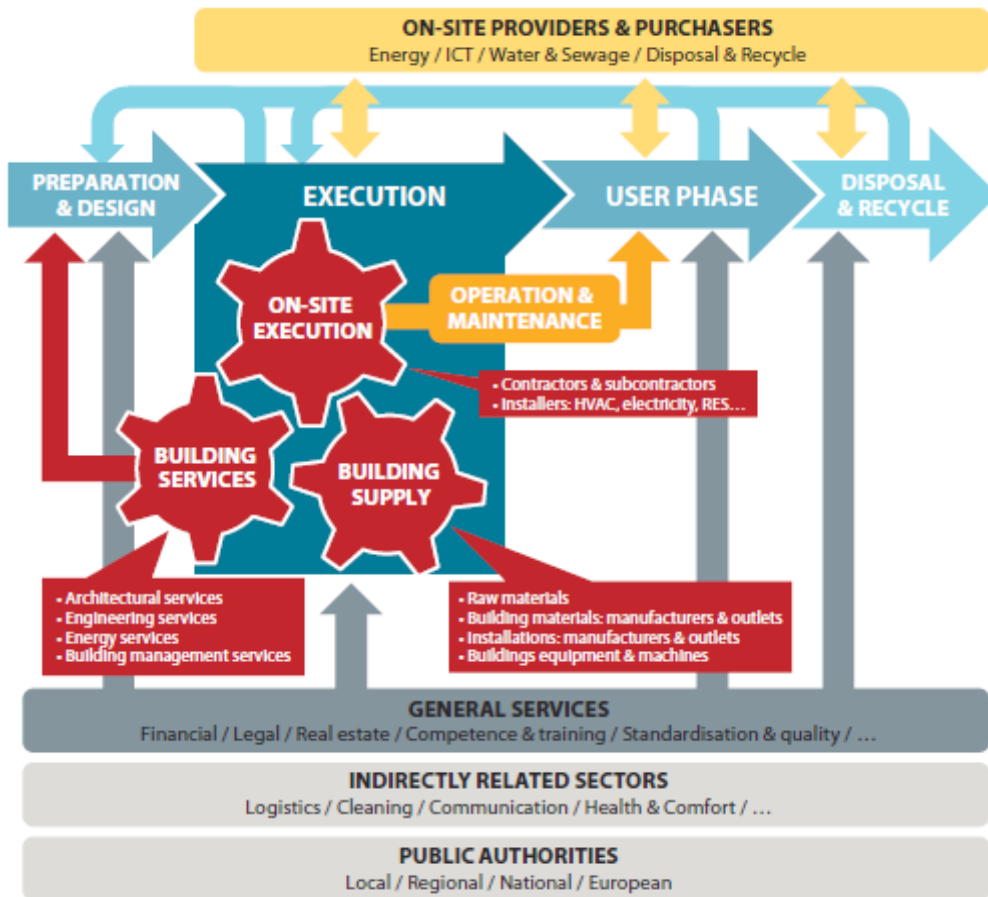 ON-SITE PROVIDERS & PURCHASERS
Energy / ICT / Water & Sewage / Disposal & Recycle
PREPARATION
& DESIGN
EXECUTION
USER PHASE
DISPOSAL
& RECYCLE
ON-SITE
EXECUTION
OPERATION &
MAINTENANCE
• Contractors & subcontractors
• Installers: HVAC, electricity, RES...
BUILDING
SERVICES
BUILDING
SUPPLY
• Architectural services
• Engineering services
• Energy services
• Building management services
• Raw materials
• Building materials: manufacturers & outlets
• Installations: manufacturers & outlets
• Buildings equipment & machines
GENERAL SERVICES
Financial / Legal / Real estate / Competence & training / Standardisation & quality / ...
INDIRECTLY RELATED SECTORS
Logistics / Cleaning / Communication / Health & Comfort / ...
PUBLIC AUTHORITIES
Local / Regional / National / European